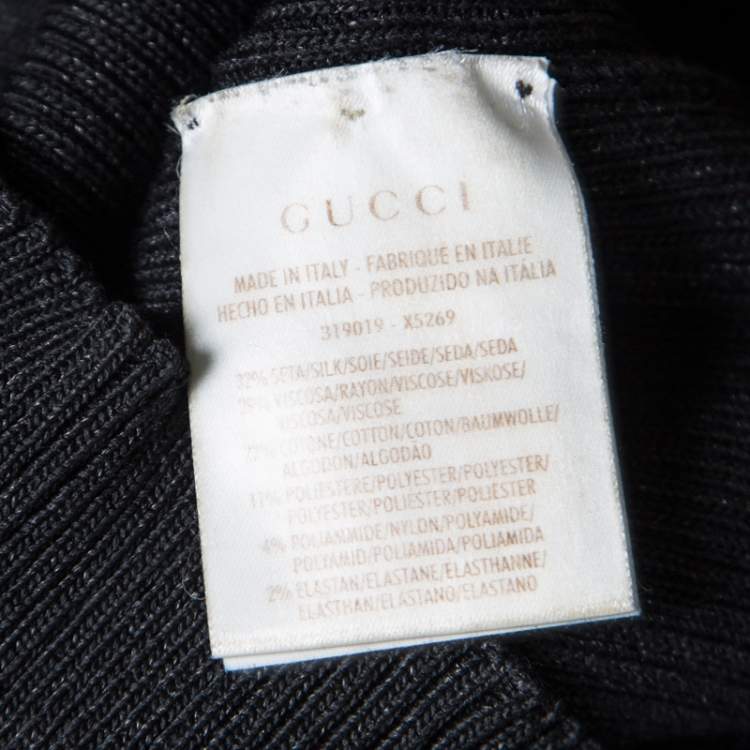 GUCCI
MADE IN ITALY - FABRIQUE EN ITALIE
HECHO EN ITALIA - PRODUZIDO NA ITÁLIA
319019 - X5269
32% SETA/SILK/SOIE/SEIDE/SEDA/SEDA
VISCOSA/RAYON/VISCOSE/VISKOSE/
VISCOSA/VISCOSE
COTONE/COTTON/COTON/BAUMWOLLE/
ALGODON/ALGODÃO
11% POLIESTERE/POLYESTER/POLYESTER/
POLYESTER/POLIESTER/POLIÉSTER
4% POLIAMMIDE/NYLON/POLYAMIDE/
POLYAMID/POLIAMIDA/POLIAMIDA
2% ELASTAN/ELASTANE/ELASTHANNE/
ELASTHAN/ELASTANO/ELASTANO